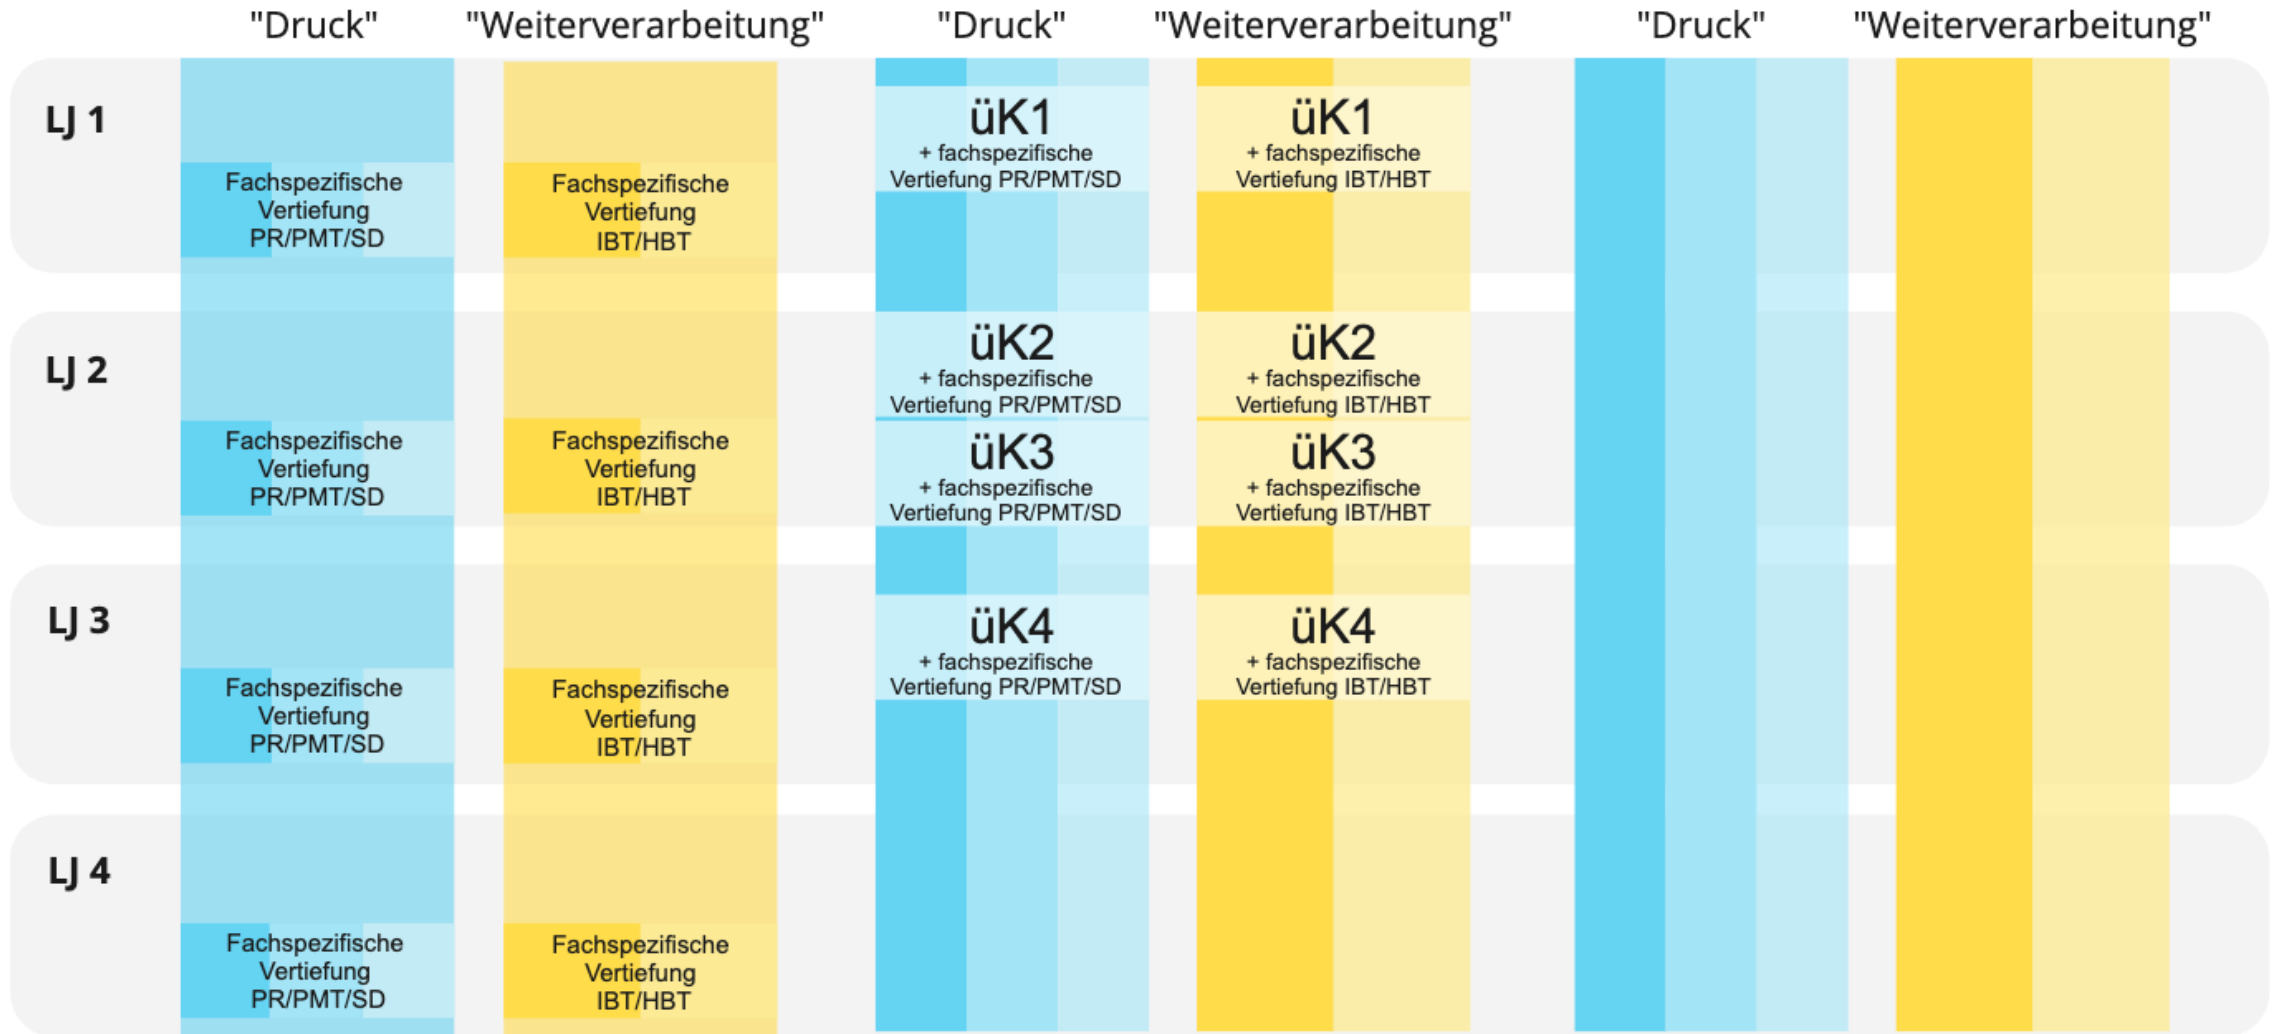 "Druck" "Weiterverarbeitung" "Druck" "Weiterverarbeitung" "Druck" "Weiterverarbeitung"
LJ 1
Fachspezifische
Vertiefung
PR/PMT/SD
Fachspezifische
Vertiefung
IBT/HBT
üK1
+ fachspezifische
Vertiefung PR/PMT/SD
üK1
+ fachspezifische
Vertiefung IBT/HBT
LJ 2
Fachspezifische
Vertiefung
PR/PMT/SD
Fachspezifische
Vertiefung
IBT/HBT
üK2
+ fachspezifische
Vertiefung PR/PMT/SD
üK2
+ fachspezifische
Vertiefung IBT/HBT
üK3
+ fachspezifische
Vertiefung PR/PMT/SD
üK3
+ fachspezifische
Vertiefung IBT/HBT
LJ 3
Fachspezifische
Vertiefung
PR/PMT/SD
Fachspezifische
Vertiefung
IBT/HBT
üK4
+ fachspezifische
Vertiefung PR/PMT/SD
üK4
+ fachspezifische
Vertiefung IBT/HBT
LJ 4
Fachspezifische
Vertiefung
PR/PMT/SD
Fachspezifische
Vertiefung
IBT/HBT